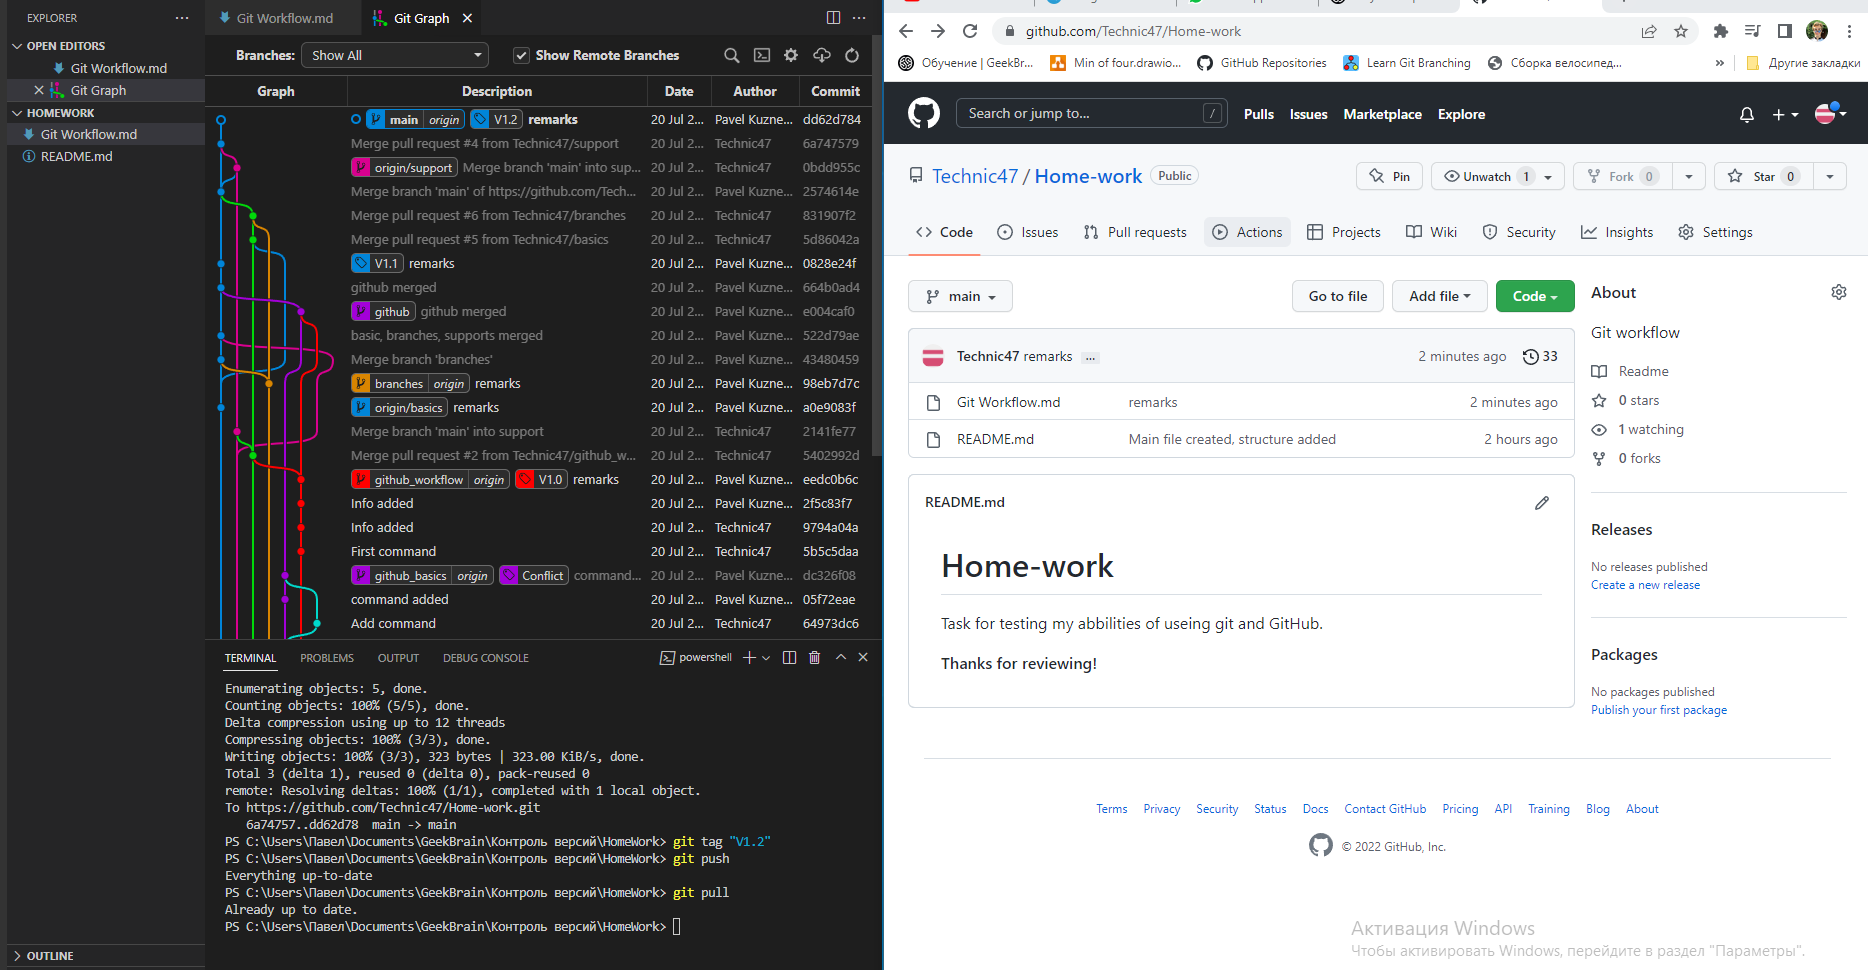 EXPLORER
OPEN EDITORS
Git Workflow.md
Git Graph
HOMEWORK
Git Workflow.md
README.md
OUTLINE
Git Workflow.md
Git Graph
Branches: Show All Show Remote Branches
Graph Description Date Author Commit
main origin V1.2 remarks 20 Jul 2... Pavel Kuzne... dd62d784
Merge pull request #4 from Technic47/support 20 Jul 2... Technic47 6a747579
origin/support Merge branch 'main' into sup... 20 Jul 2... Technic47 0bdd955c
Merge branch 'main' of https://github.com/Tech... 20 Jul 2... Pavel Kuzne... 2574614e
Merge pull request #6 from Technic47/branches 20 Jul 2... Technic47 831907f2
Merge pull request #5 from Technic47/basics 20 Jul 2... Technic47 5d86042a
V1.1 remarks 20 Jul 2... Pavel Kuzne... 0828e24f
github merged 20 Jul 2... Pavel Kuzne... 664b0ad4
github github merged 20 Jul 2... Pavel Kuzne... e004caf0
basic, branches, supports merged 20 Jul 2... Pavel Kuzne... 522d79ae
Merge branch 'branches' 20 Jul 2... Pavel Kuzne... 43480459
branches origin remarks 20 Jul 2... Pavel Kuzne... 98eb7d7c
origin/basics remarks 20 Jul 2... Pavel Kuzne... a0e9083f
Merge branch 'main' into support 20 Jul 2... Technic47 2141fe77
Merge pull request #2 from Technic47/github_w... 20 Jul 2... Technic47 5402992d
github_workflow origin V1.0 remarks 20 Jul 2... Pavel Kuzne... eedc0b6c
Info added 20 Jul 2... Pavel Kuzne... 2f5c83f7
Info added 20 Jul 2... Technic47 9794a04a
First command 20 Jul 2... Technic47 5b5c5daa
github_basics origin Conflict command... 20 Jul 2... Pavel Kuzne... dc326f08
command added 20 Jul 2... Pavel Kuzne... 05f72eae
Add command 20 Jul 2... Technic47 64973dc6
TERMINAL PROBLEMS OUTPUT DEBUG CONSOLE powershell
Enumerating objects: 5, done.
Counting objects: 100% (5/5), done.
Delta compression using up to 12 threads
Compressing objects: 100% (3/3), done.
Writing objects: 100% (3/3), 323 bytes | 323.00 KiB/s, done.
Total 3 (delta 1), reused 0 (delta 0), pack-reused 0
remote: Resolving deltas: 100% (1/1), completed with 1 local object.
To https://github.com/Technic47/Home-work.git
6a74757..dd62d78 main -> main
PS C:\Users\Павел\Documents\GeekBrain\Контроль версий\HomeWork> git tag "V1.2"
PS C:\Users\Павел\Documents\GeekBrain\Контроль версий\HomeWork> git push
Everything up-to-date
PS C:\Users\Павел\Documents\GeekBrain\Контроль версий\HomeWork> git pull
Already up to date.
PS C:\Users\Павел\Documents\GeekBrain\Контроль версий\HomeWork>
github.com/Technic47/Home-work
Обучение | GeekBr... Min of four.drawio... GitHub Repositories Learn Git Branching Сборка велосипед... » Другие закладки
Search or jump to... / Pulls Issues Marketplace Explore
Technic47 / Home-work Public Pin Unwatch 1 Fork 0 Star 0
Code Issues Pull requests Actions Projects Wiki Security Insights Settings
main Go to file Add file Code
Technic47 remarks ... 2 minutes ago 33
Git Workflow.md remarks 2 minutes ago
README.md Main file created, structure added 2 hours ago
README.md
Home-work
Task for testing my abbilities of useing git and GitHub.
Thanks for reviewing!
About
Git workflow
Readme
0 stars
1 watching
0 forks
Releases
No releases published
Create a new release
Packages
No packages published
Publish your first package
Terms Privacy Security Status Docs Contact GitHub Pricing API Training Blog About
© 2022 GitHub, Inc.
Активация Windows
Чтобы активировать Windows, перейдите в раздел "Параметры".